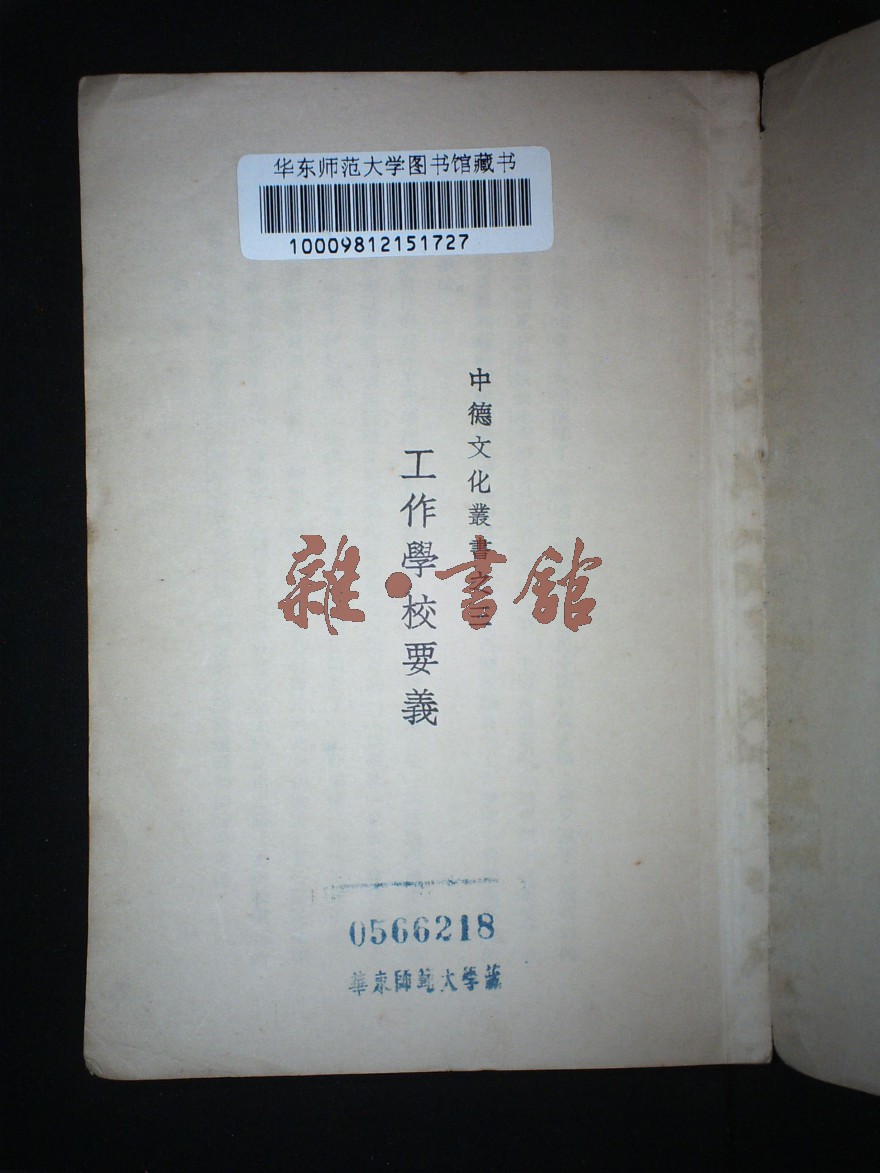 华东师范大学图书馆藏书
10009812151727
中德文化叢書之
工作學校要義
雜·書館
0566218
華東師範大學藏